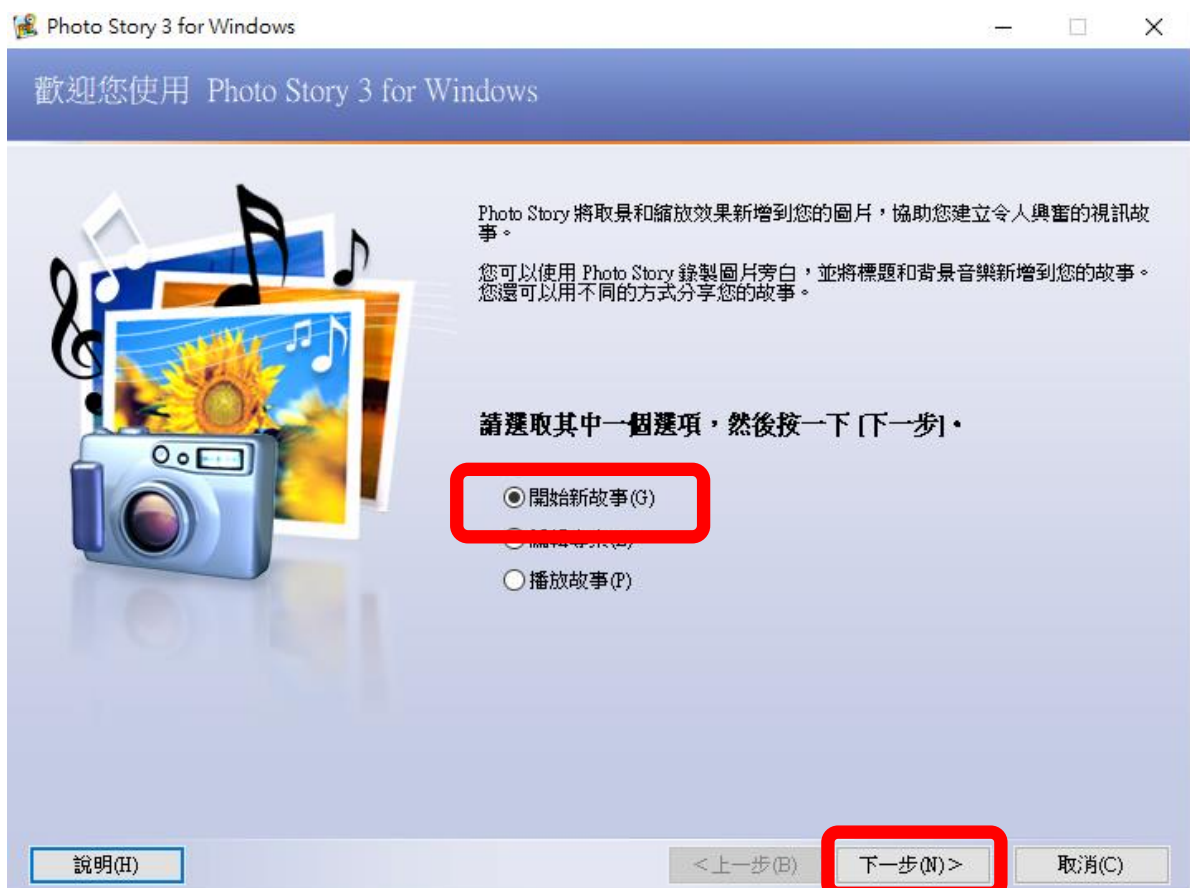 Photo Story 3 for Windows
歡迎您使用 Photo Story 3 for Windows
Photo Story 將取景和縮放效果新增到您的圖片，協助您建立令人興奮的視訊故
事。
您可以使用 Photo Story 錄製圖片旁白，並將標題和背景音樂新增到您的故事。
您還可以用不同的方式分享您的故事。
請選取其中一個選項，然後按一下 [下一步]。
開始新故事(G)
播放故事(P)
說明(H)
<上一步(B)
下一步(N)>
取消(C)